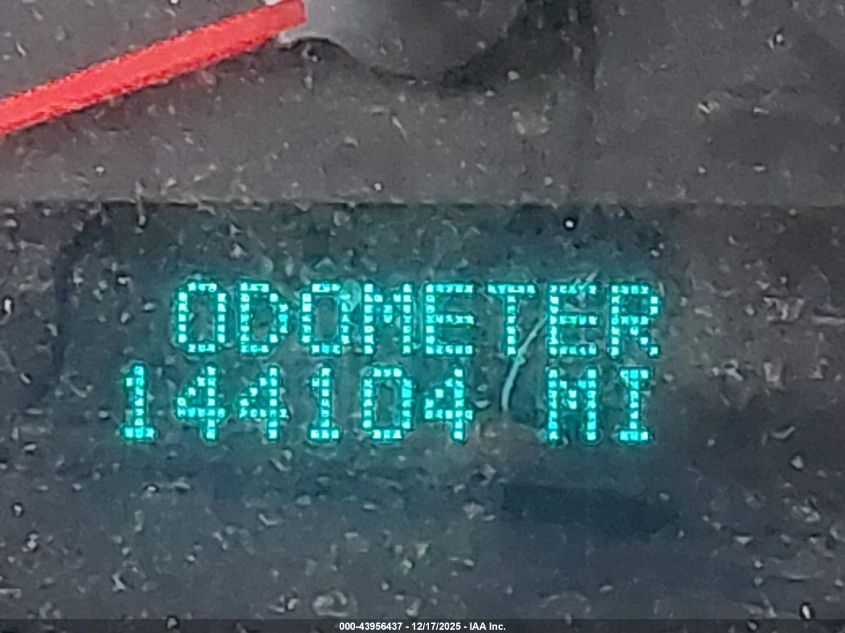 ODOMETER
144104 MI
000-43956437 - 12/17/2025 - IAA Inc.